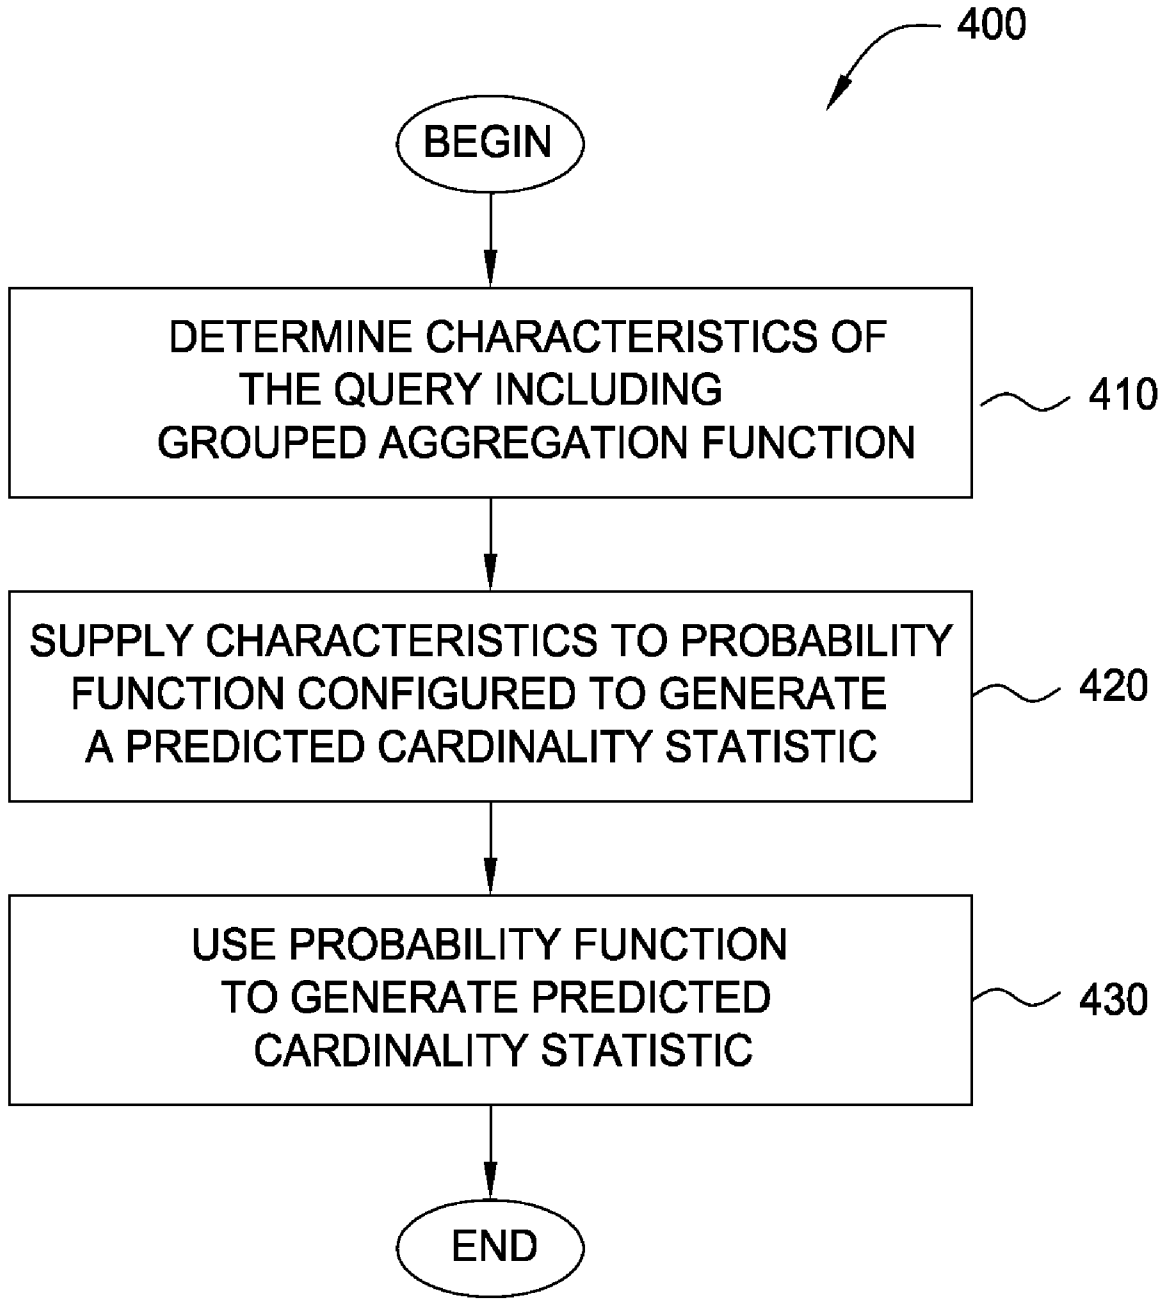 400
BEGIN
DETERMINE CHARACTERISTICS OF
THE QUERY INCLUDING
GROUPED AGGREGATION FUNCTION
410
SUPPLY CHARACTERISTICS TO PROBABILITY
FUNCTION CONFIGURED TO GENERATE
A PREDICTED CARDINALITY STATISTIC
420
USE PROBABILITY FUNCTION
TO GENERATE PREDICTED
CARDINALITY STATISTIC
430
END